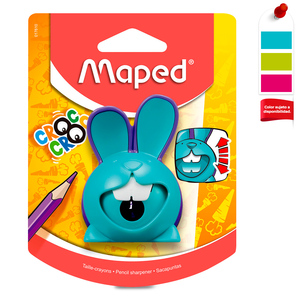 Maped®
CROC
CROC
Taille-crayons • Pencil sharpener • Sacapuntas
Color sujeto a
disponibilidad.